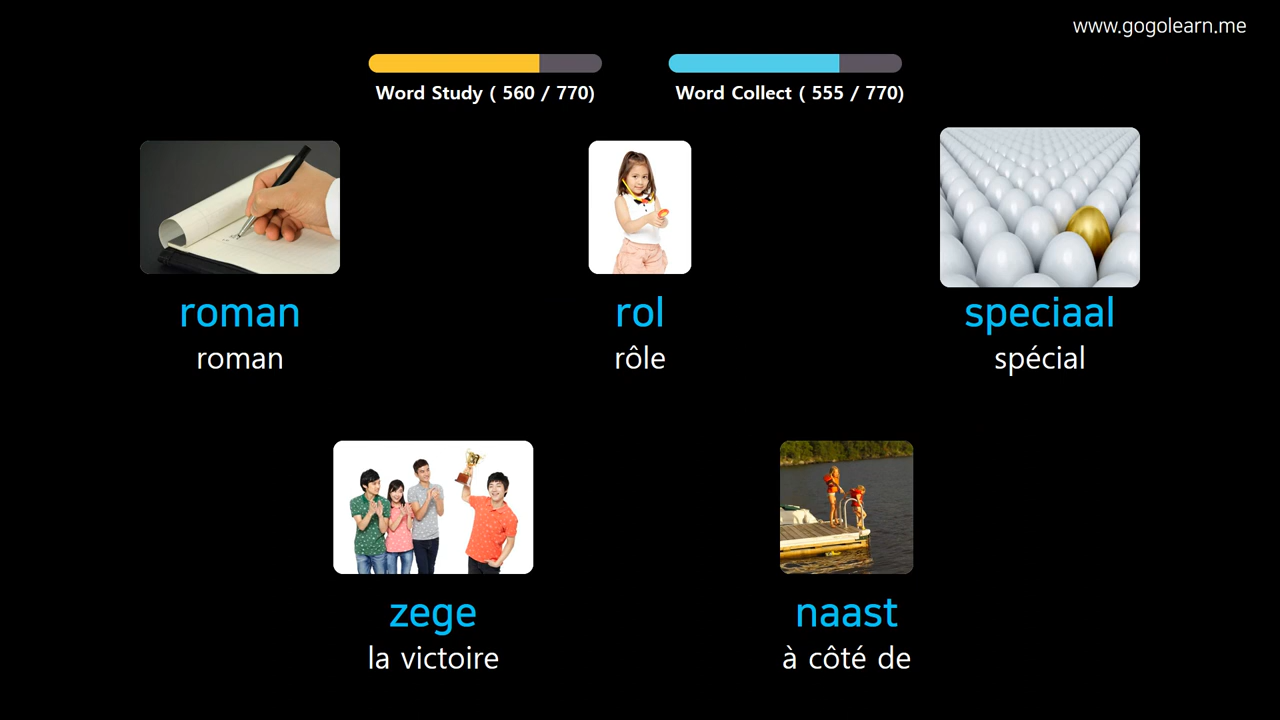 www.gogolearn.me
Word Study ( 560 / 770)
Word Collect ( 555 / 770)
roman
roman
rol
rôle
speciaal
spécial
zege
la victoire
naast
à côté de